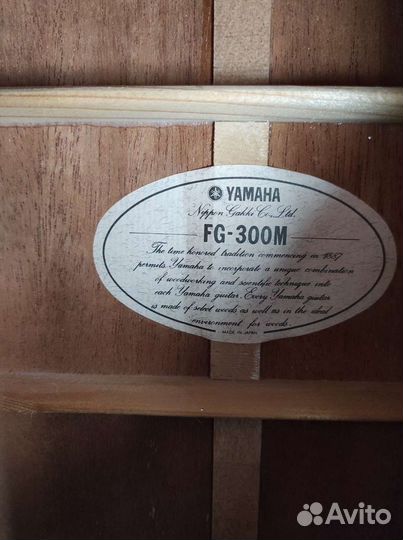 YAMAHA
Nippon Gakki Co., Ltd.
FG-300M
The time honored tradition commencing in 1887
permits Yamaha to incorporate a unique combination
of woodworking and scientific technique into
each Yamaha guitar. Every Yamaha guitar
is made of select woods as well as in the ideal
environment for woods.
MADE IN JAPAN
Avito